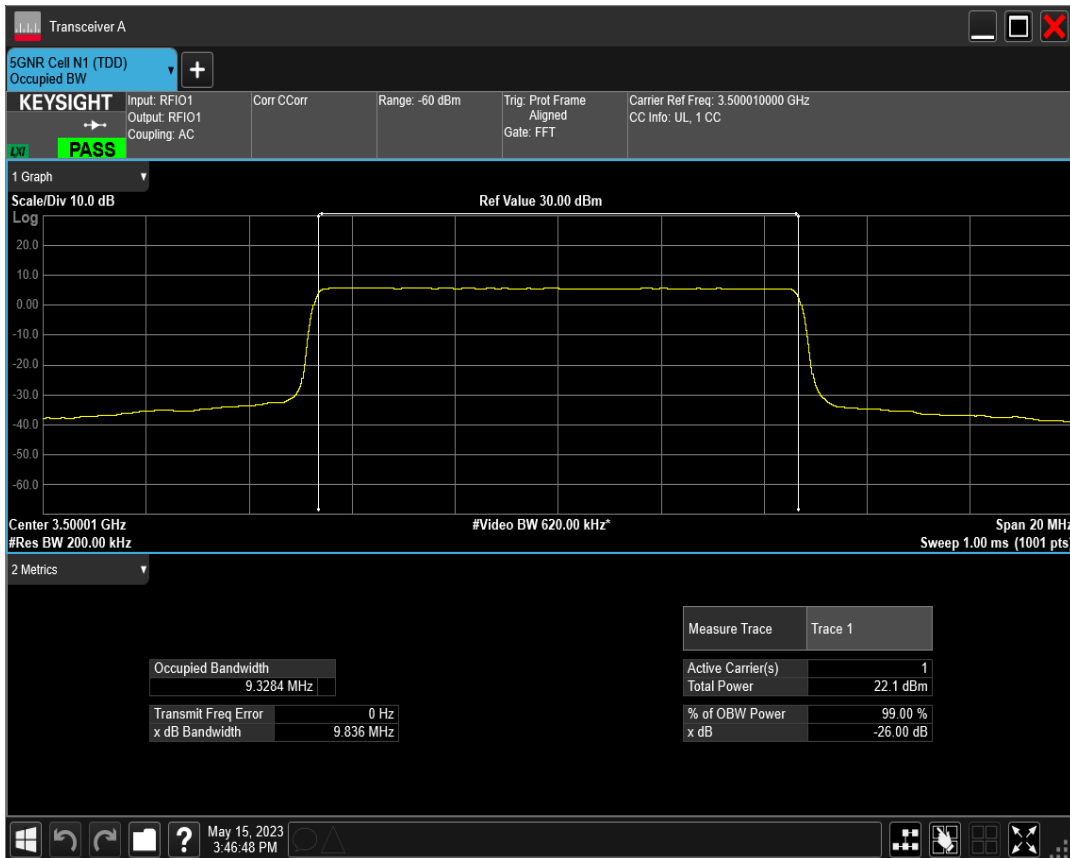 Transceiver A
5GNR Cell N1 (TDD)
Occupied BW
+
KEYSIGHT
LXI
PASS
Input: RFIO1
Output: RFIO1
Coupling: AC
Corr CCorr
Range: -60 dBm
Trig: Prot Frame
Aligned
Gate: FFT
Carrier Ref Freq: 3.500010000 GHz
CC Info: UL, 1 CC
1 Graph
Scale/Div 10.0 dB
Ref Value 30.00 dBm
Log
20.0
10.0
0.00
-10.0
-20.0
-30.0
-40.0
-50.0
-60.0
Center 3.50001 GHz
#Video BW 620.00 kHz*
Span 20 MHz
#Res BW 200.00 kHz
Sweep 1.00 ms (1001 pts)
2 Metrics
Measure Trace Trace 1
Occupied Bandwidth
9.3284 MHz
Active Carrier(s) 1
Total Power 22.1 dBm
Transmit Freq Error 0 Hz
x dB Bandwidth 9.836 MHz
% of OBW Power 99.00 %
x dB -26.00 dB
?
May 15, 2023
3:46:48 PM